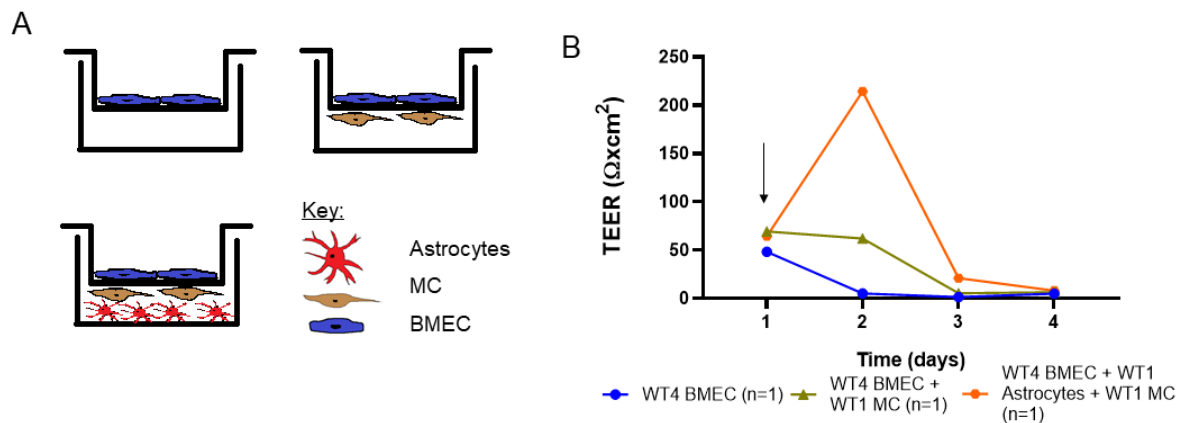 A
Key:
Astrocytes
MC
BMEC
B
250
200
150
100
50
0
TEER (Ωxcm²)
1 2 3 4
Time (days)
WT4 BMEC (n=1)
WT4 BMEC +
WT1 MC (n=1)
WT4 BMEC + WT1
Astrocytes + WT1 MC
(n=1)